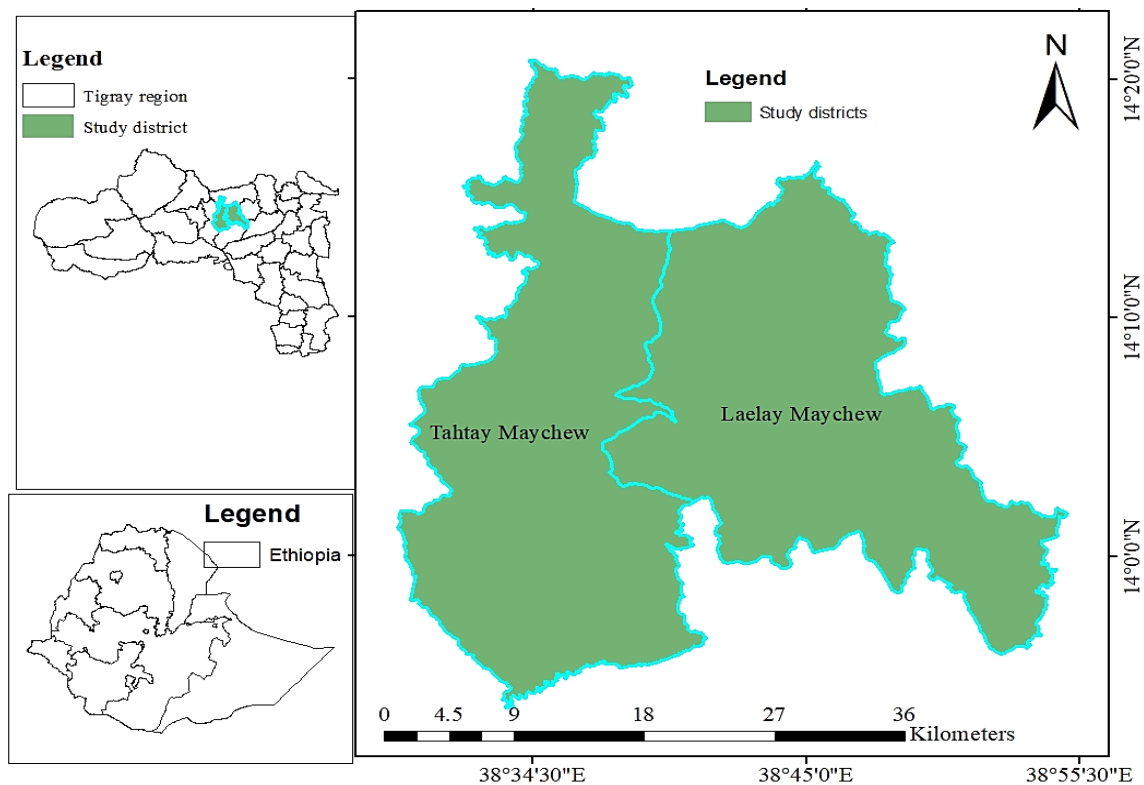 Legend
Tigray region
Study district
Legend
Ethiopia
N
Legend
Study districts
Tahtay Maychew
Laelay Maychew
0 4.5 9 18 27 36
Kilometers
14°20'0"N
14°10'0"N
14°0'0"N
38°34'30"E 38°45'0"E 38°55'30"E